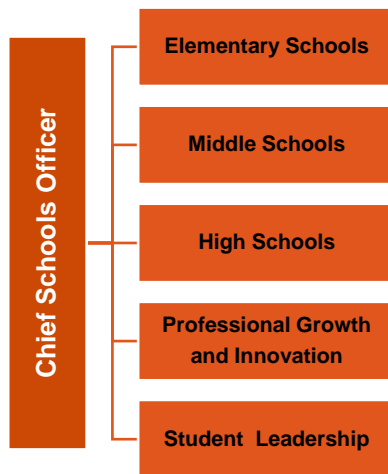 Chief Schools Officer
Elementary Schools
Middle Schools
High Schools
Professional Growth
and Innovation
Student Leadership